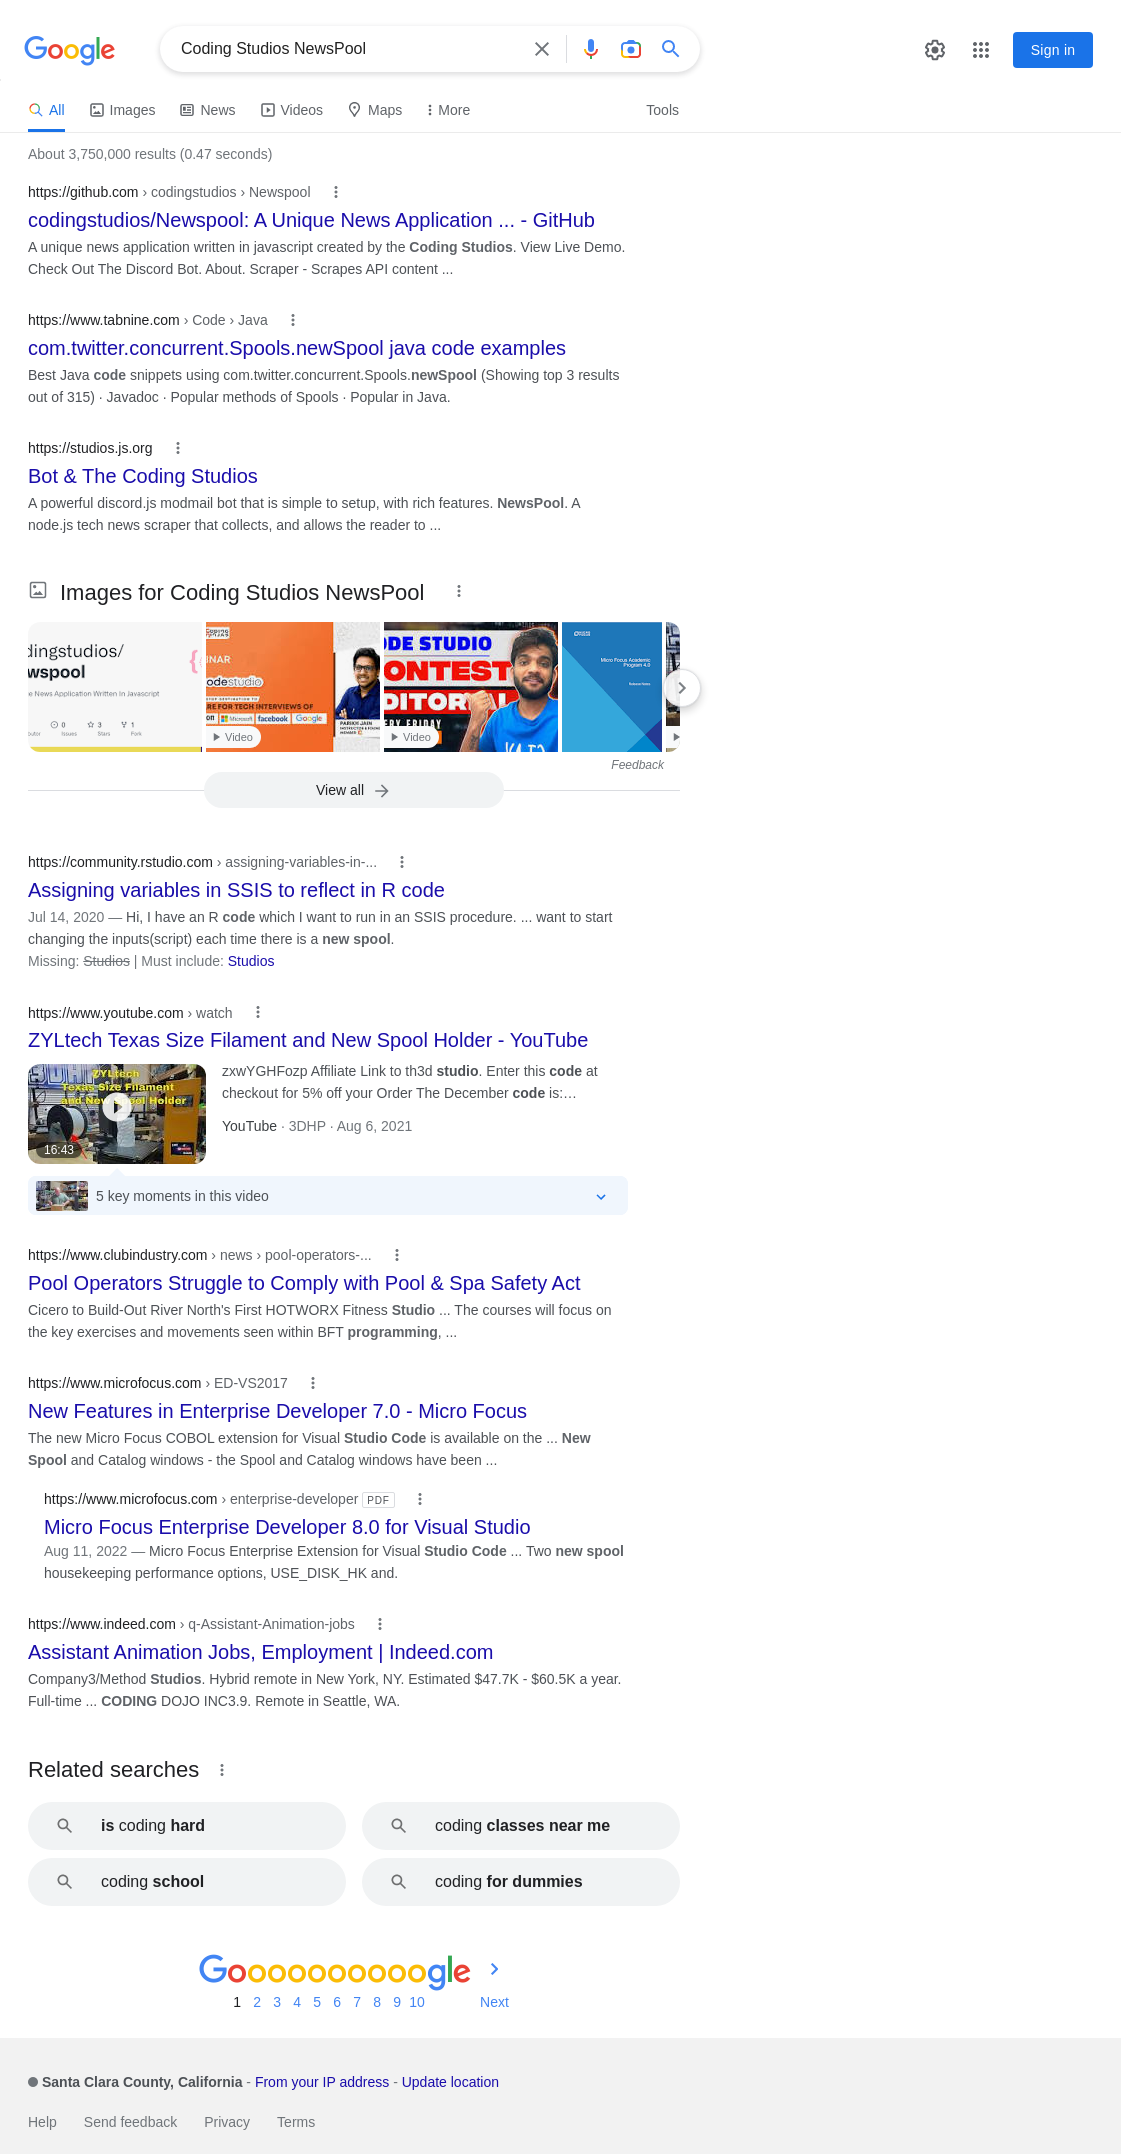 Google
Coding Studios NewsPool
Sign in
All
Images
News
Videos
Maps
More
Tools
About 3,750,000 results (0.47 seconds)
https://github.com › codingstudios › Newspool
codingstudios/Newspool: A Unique News Application ... - GitHub
A unique news application written in javascript created by the Coding Studios. View Live Demo.
Check Out The Discord Bot. About. Scraper - Scrapes API content ...
https://www.tabnine.com › Code › Java
com.twitter.concurrent.Spools.newSpool java code examples
Best Java code snippets using com.twitter.concurrent.Spools.newSpool (Showing top 3 results
out of 315) · Javadoc · Popular methods of Spools · Popular in Java.
https://studios.js.org
Bot & The Coding Studios
A powerful discord.js modmail bot that is simple to setup, with rich features. NewsPool. A
node.js tech news scraper that collects, and allows the reader to ...
Images for Coding Studios NewsPool
dingstudios/
wspool
e News Application Written In Javascript
0
3
1
Issues
Stars
Fork
CODING
NINJAS
INAR
codestudio
RE FOR TECH INTERVIEWS OF
Microsoft
facebook
Google
PARIKH JAIN
Video
ODE STUDIO
ONTEST
DITORIAL
RY FRIDAY
Video
Micro Focus Academic
Program 4.0
Release Notes
Feedback
View all
https://community.rstudio.com › assigning-variables-in-...
Assigning variables in SSIS to reflect in R code
Jul 14, 2020 — Hi, I have an R code which I want to run in an SSIS procedure. ... want to start
changing the inputs(script) each time there is a new spool.
Missing: Studios | Must include: Studios
https://www.youtube.com › watch
ZYLtech Texas Size Filament and New Spool Holder - YouTube
ZYLtech
Texas Size Filament
and New Spool Holder
16:43
zxwYGHFozp Affiliate Link to th3d studio. Enter this code at
checkout for 5% off your Order The December code is:…
YouTube · 3DHP · Aug 6, 2021
5 key moments in this video
https://www.clubindustry.com › news › pool-operators-...
Pool Operators Struggle to Comply with Pool & Spa Safety Act
Cicero to Build-Out River North's First HOTWORX Fitness Studio ... The courses will focus on
the key exercises and movements seen within BFT programming, ...
https://www.microfocus.com › ED-VS2017
New Features in Enterprise Developer 7.0 - Micro Focus
The new Micro Focus COBOL extension for Visual Studio Code is available on the ... New
Spool and Catalog windows - the Spool and Catalog windows have been ...
https://www.microfocus.com › enterprise-developer PDF
Micro Focus Enterprise Developer 8.0 for Visual Studio
Aug 11, 2022 — Micro Focus Enterprise Extension for Visual Studio Code ... Two new spool
housekeeping performance options, USE_DISK_HK and.
https://www.indeed.com › q-Assistant-Animation-jobs
Assistant Animation Jobs, Employment | Indeed.com
Company3/Method Studios. Hybrid remote in New York, NY. Estimated $47.7K - $60.5K a year.
Full-time ... CODING DOJO INC3.9. Remote in Seattle, WA.
Related searches
is coding hard
coding classes near me
coding school
coding for dummies
Goooooooooogle
1 2 3 4 5 6 7 8 9 10 Next
Santa Clara County, California - From your IP address - Update location
Help Send feedback Privacy Terms